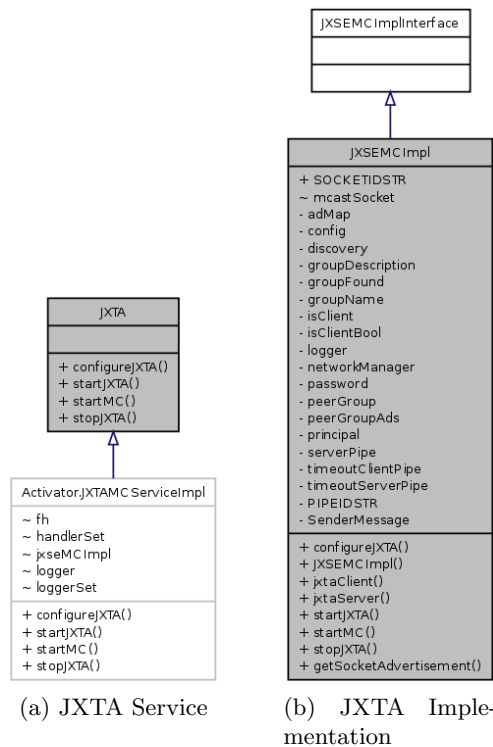 JXTA
+ configureJXTA()
+ startJXTA()
+ startMC()
+ stopJXTA()
Activator.JXTAMCServiceImpl
~ fh
~ handlerSet
~ jxseMCImpl
~ logger
~ loggerSet
+ configureJXTA()
+ startJXTA()
+ startMC()
+ stopJXTA()
(a) JXTA Service
JXSEMCImplInterface
JXSEMCImpl
+ SOCKETIDSTR
~ mcastSocket
- adMap
- config
- discovery
- groupDescription
- groupFound
- groupName
- isClient
- isClientBool
- logger
- networkManager
- password
- peerGroup
- peerGroupAds
- principal
- serverPipe
- timeoutClientPipe
- timeoutServerPipe
- PIPEIDSTR
- SenderMessage
+ configureJXTA()
+ JXSEMCImpl()
+ jxtaClient()
+ jxtaServer()
+ startJXTA()
+ startMC()
+ stopJXTA()
+ getSocketAdvertisement()
(b) JXTA Imple-
mentation